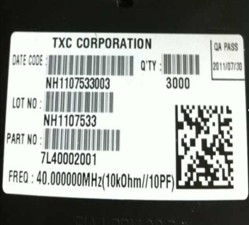 TXC CORPORATION
QA PASS
2011/07/30
DATE CODE : Q'TY :
NH1107533003 3000
LOT NO :
NH1107533
PART NO :
7L40002001
FREQ : 40.000000MHz(10kOhm//10PF)